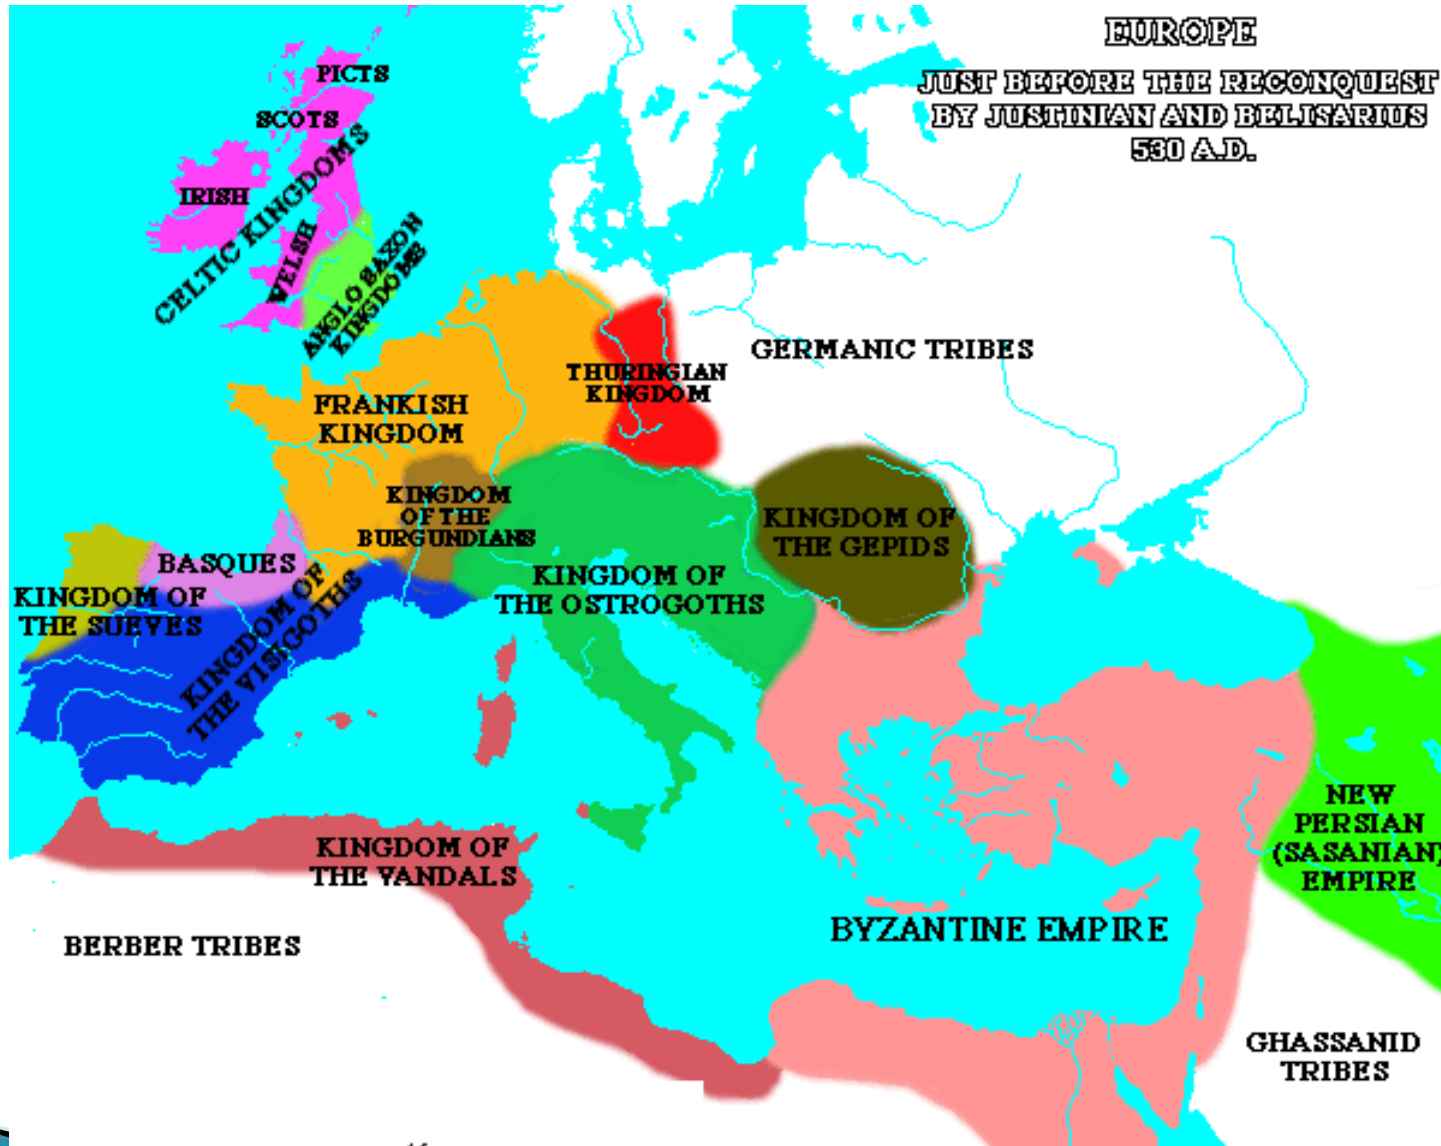 EUROPE
JUST BEFORE THE RECONQUEST
BY JUSTINIAN AND BELISARIUS
530 A.D.
PICTS
SCOTS
IRISH
CELTIC KINGDOMS
WELSH
ANGLO SAXON
KINGDOMS
GERMANIC TRIBES
THURINGIAN
KINGDOM
FRANKISH
KINGDOM
KINGDOM
OF THE
BURGUNDIANS
KINGDOM OF
THE GEPIDS
BASQUES
KINGDOM OF
THE SUEVES
KINGDOM OF
THE VISIGOTHS
KINGDOM OF
THE OSTROGOTHS
NEW
PERSIAN
(SASANIAN)
EMPIRE
KINGDOM OF
THE VANDALS
BYZANTINE EMPIRE
BERBER TRIBES
GHASSANID
TRIBES